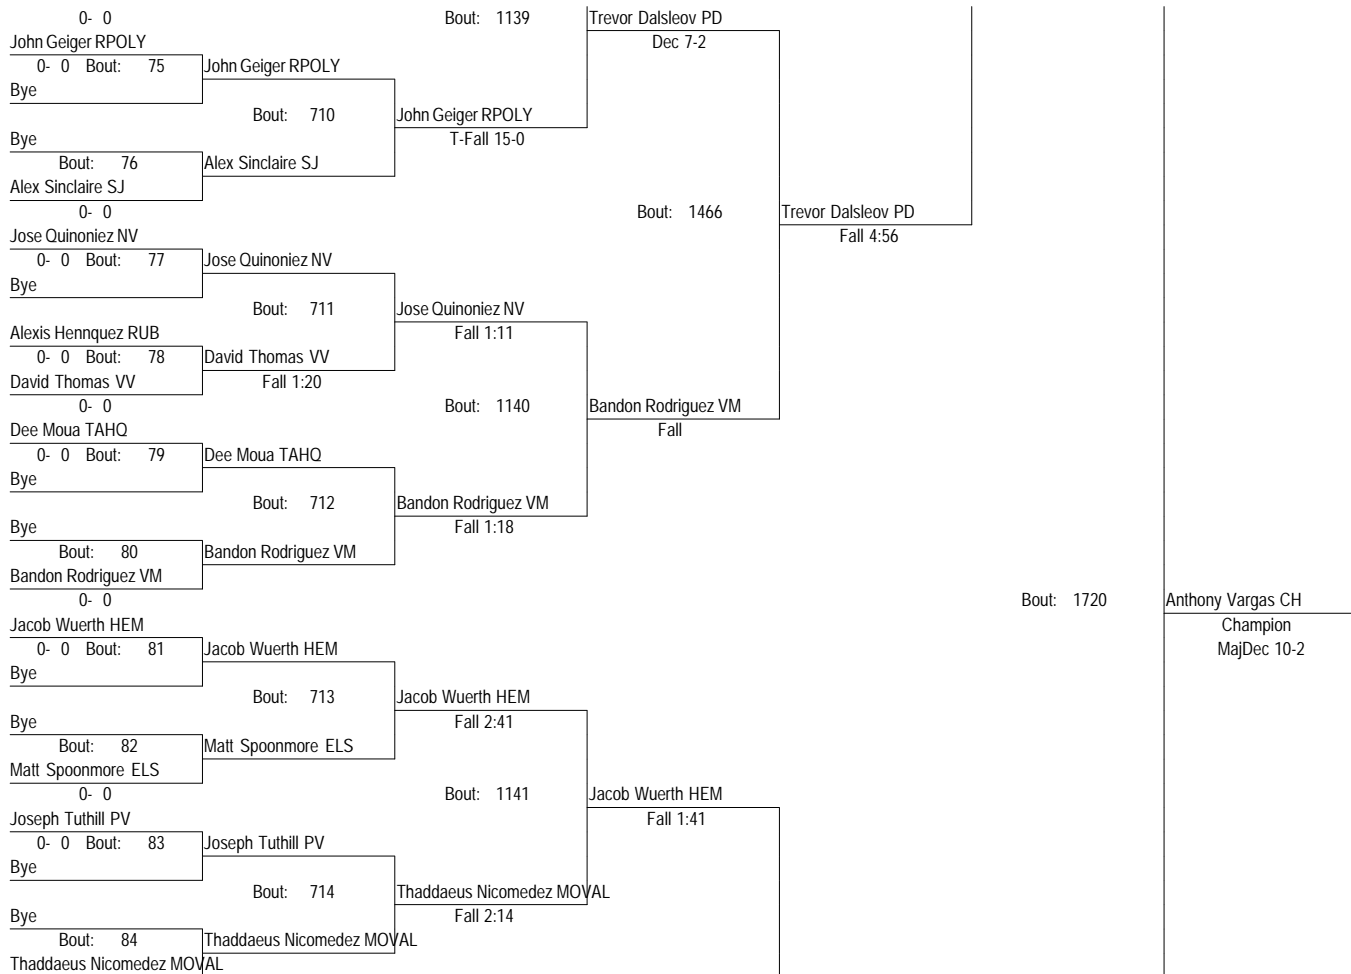 0- 0 Bout: 1139 Trevor Dalsleov PD
John Geiger RPOLY Dec 7-2
0- 0 Bout: 75 John Geiger RPOLY
Bye
Bout: 710 John Geiger RPOLY
Bye T-Fall 15-0
Bout: 76 Alex Sinclaire SJ
Alex Sinclaire SJ
0- 0 Bout: 1466 Trevor Dalsleov PD
Jose Quinoniez NV Fall 4:56
0- 0 Bout: 77 Jose Quinoniez NV
Bye
Bout: 711 Jose Quinoniez NV
Alexis Hennquez RUB Fall 1:11
0- 0 Bout: 78 David Thomas VV
David Thomas VV Fall 1:20
0- 0 Bout: 1140 Bandon Rodriguez VM
Dee Moua TAHQ Fall
0- 0 Bout: 79 Dee Moua TAHQ
Bye
Bout: 712 Bandon Rodriguez VM
Bye Fall 1:18
Bout: 80 Bandon Rodriguez VM
Bandon Rodriguez VM
0- 0 Bout: 1720 Anthony Vargas CH
Jacob Wuerth HEM Champion
0- 0 Bout: 81 Jacob Wuerth HEM MajDec 10-2
Bye
Bout: 713 Jacob Wuerth HEM
Bye Fall 2:41
Bout: 82 Matt Spoonmore ELS
Matt Spoonmore ELS
0- 0 Bout: 1141 Jacob Wuerth HEM
Joseph Tuthill PV Fall 1:41
0- 0 Bout: 83 Joseph Tuthill PV
Bye
Bout: 714 Thaddaeus Nicomedez MOVAL
Bye Fall 2:14
Bout: 84 Thaddaeus Nicomedez MOVAL
Thaddaeus Nicomedez MOVAL